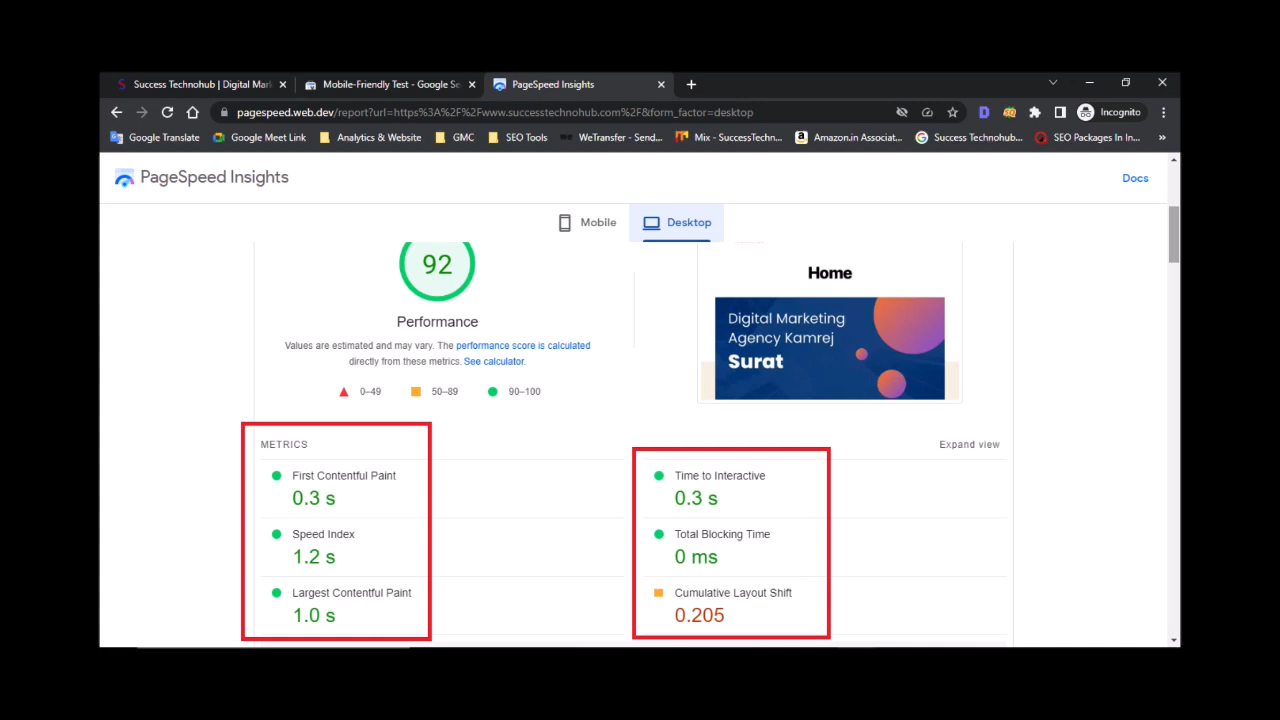 Success Technohub | Digital Mark
Mobile-Friendly Test - Google Se
PageSpeed Insights
pagespeed.web.dev/report?url=https%3A%2F%2Fwww.successtechnohub.com%2F&form_factor=desktop
Incognito
Google Translate
Google Meet Link
Analytics & Website
GMC
SEO Tools
WeTransfer - Send...
Mix - SuccessTechn...
Amazon.in Associat...
Success Technohub...
SEO Packages In In...
»
PageSpeed Insights
Docs
Mobile
Desktop
92
Performance
Values are estimated and may vary. The performance score is calculated
directly from these metrics. See calculator.
0–49
50–89
90–100
Home
Digital Marketing
Agency Kamrej
Surat
METRICS
Expand view
First Contentful Paint
0.3 s
Time to Interactive
0.3 s
Speed Index
1.2 s
Total Blocking Time
0 ms
Largest Contentful Paint
1.0 s
Cumulative Layout Shift
0.205